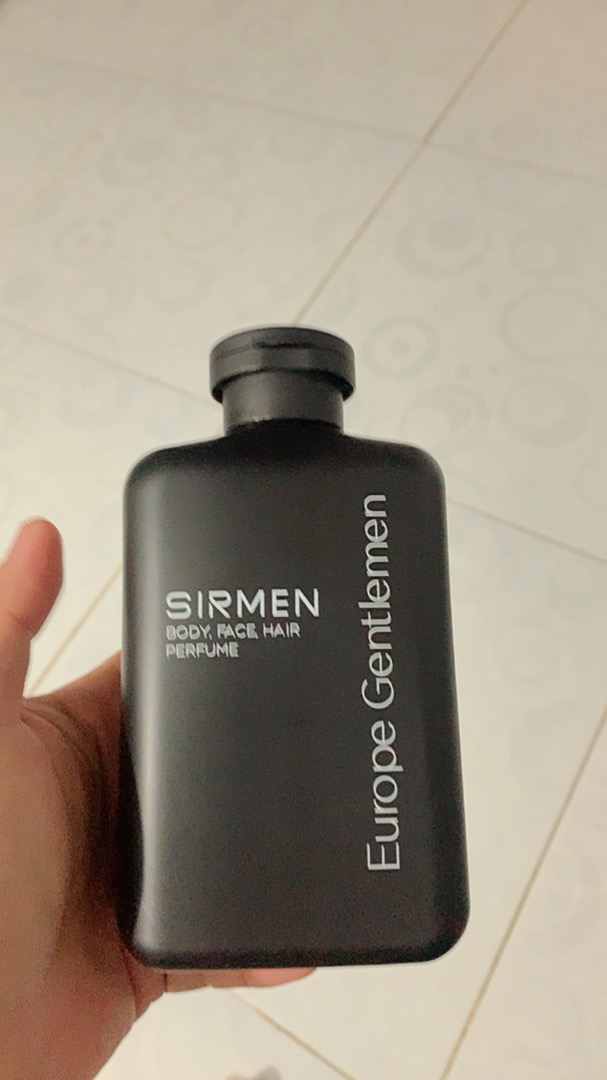 SIRMEN
BODY, FACE, HAIR
PERFUME
Europe Gentlemen